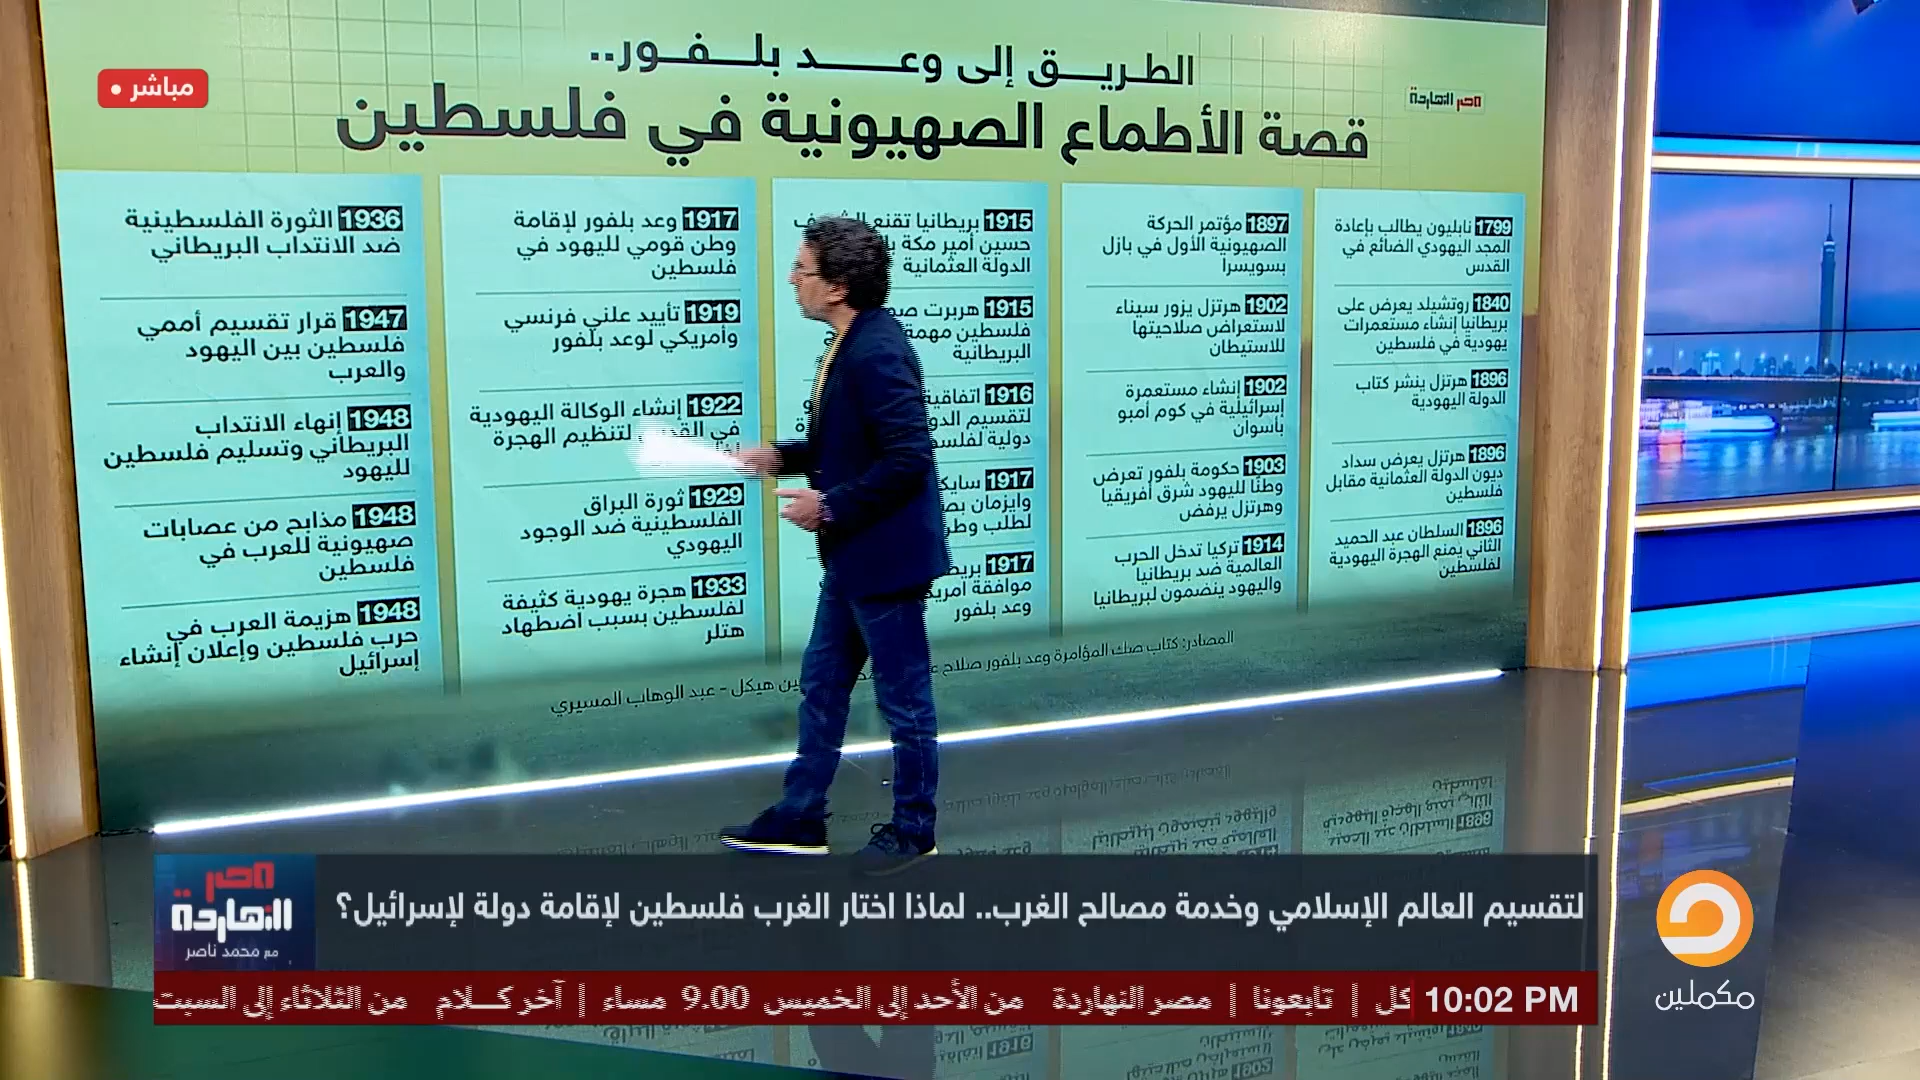 مباشر
الطريق إلى وعد بلفور..
قصة الأطماع الصهيونية في فلسطين
مصر النهاردة
1799 نابليون يطالب بإعادة
المجد اليهودي الضائع في
القدس
1840 روتشيلد يعرض على
بريطانيا إنشاء مستعمرات
يهودية في فلسطين
1896 هرتزل ينشر كتاب
الدولة اليهودية
1896 هرتزل يعرض سداد
ديون الدولة العثمانية مقابل
فلسطين
1896 السلطان عبد الحميد
الثاني يمنع الهجرة اليهودية
لفلسطين
1897 مؤتمر الحركة
الصهيونية الأول في بازل
بسويسرا
1902 هرتزل يزور سيناء
لاستعراض صلاحيتها
للاستيطان
1902 إنشاء مستعمرة
إسرائيلية في كوم أمبو
بأسوان
1903 حكومة بلفور تعرض
وطنًا لليهود شرق أفريقيا
وهرتزل يرفض
1914 تركيا تدخل الحرب
العالمية ضد بريطانيا
واليهود ينضمون لبريطانيا
1915 بريطانيا تقنع
حسين أمير مكة
الدولة العثمانية
1915 هربرت
فلسطين مهمة
البريطانية
1916 اتفاقية
لتقسيم
دولية
1917
وايزمان
لطلب
1917
موافقة
وعد بلفور
1917 وعد بلفور لإقامة
وطن قومي لليهود في
فلسطين
1919 تأييد علني فرنسي
وأمريكي لوعد بلفور
1922 إنشاء الوكالة اليهودية
في القدس لتنظيم الهجرة
1929 ثورة البراق
الفلسطينية ضد الوجود
اليهودي
1933 هجرة يهودية كثيفة
لفلسطين بسبب اضطهاد
هتلر
1936 الثورة الفلسطينية
ضد الانتداب البريطاني
1947 قرار تقسيم أممي
فلسطين بين اليهود
والعرب
1948 إنهاء الانتداب
البريطاني وتسليم فلسطين
لليهود
1948 مذابح من عصابات
صهيونية للعرب في
فلسطين
1948 هزيمة العرب في
حرب فلسطين وإعلان إنشاء
إسرائيل
المصادر: كتاب صك المؤامرة وعد بلفور صلاح
هيكل - عبد الوهاب المسيري
مصر
النهاردة
مع محمد ناصر
لتقسيم العالم الإسلامي وخدمة مصالح الغرب.. لماذا اختار الغرب فلسطين لإقامة دولة لإسرائيل؟
10:02 PM
كل | تابعونا | مصر النهاردة من الأحد إلى الخميس 9.00 مساء | آخر كلام من الثلاثاء إلى السبت
مكملين